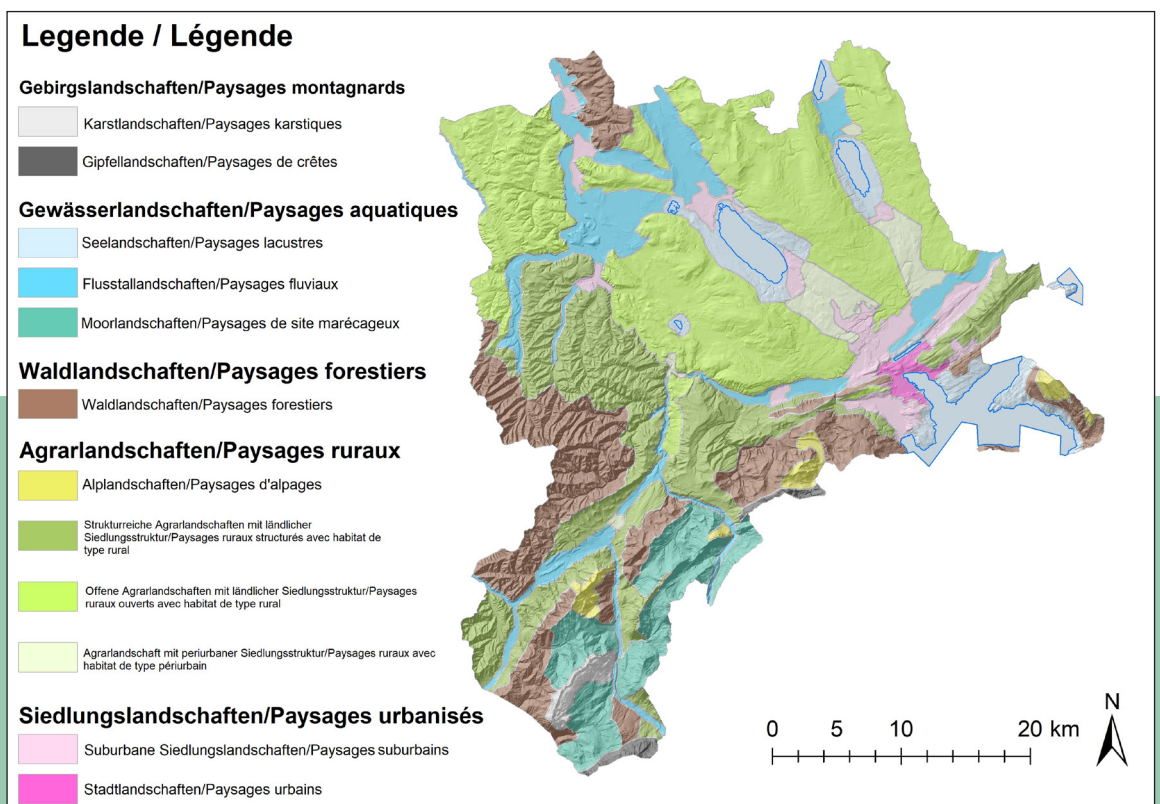 Legende / Légende
Gebirgslandschaften/Paysages montagnards
Karstlandschaften/Paysages karstiques
Gipfellandschaften/Paysages de crêtes
Gewässerlandschaften/Paysages aquatiques
Seelandschaften/Paysages lacustres
Flusstallandschaften/Paysages fluviaux
Moorlandschaften/Paysages de site marécageux
Waldlandschaften/Paysages forestiers
Waldlandschaften/Paysages forestiers
Agrarlandschaften/Paysages ruraux
Alplandschaften/Paysages d'alpages
Strukturreiche Agrarlandschaften mit ländlicher
Siedlungsstruktur/Paysages ruraux structurés avec habitat de
type rural
Offene Agrarlandschaften mit ländlicher Siedlungsstruktur/Paysages
ruraux ouverts avec habitat de type rural
Agrarlandschaft mit periurbaner Siedlungsstruktur/Paysages ruraux avec
habitat de type périurbain
Siedlungslandschaften/Paysages urbanisés
Suburbane Siedlungslandschaften/Paysages suburbains
Stadtlandschaften/Paysages urbains
N
0 5 10 20 km